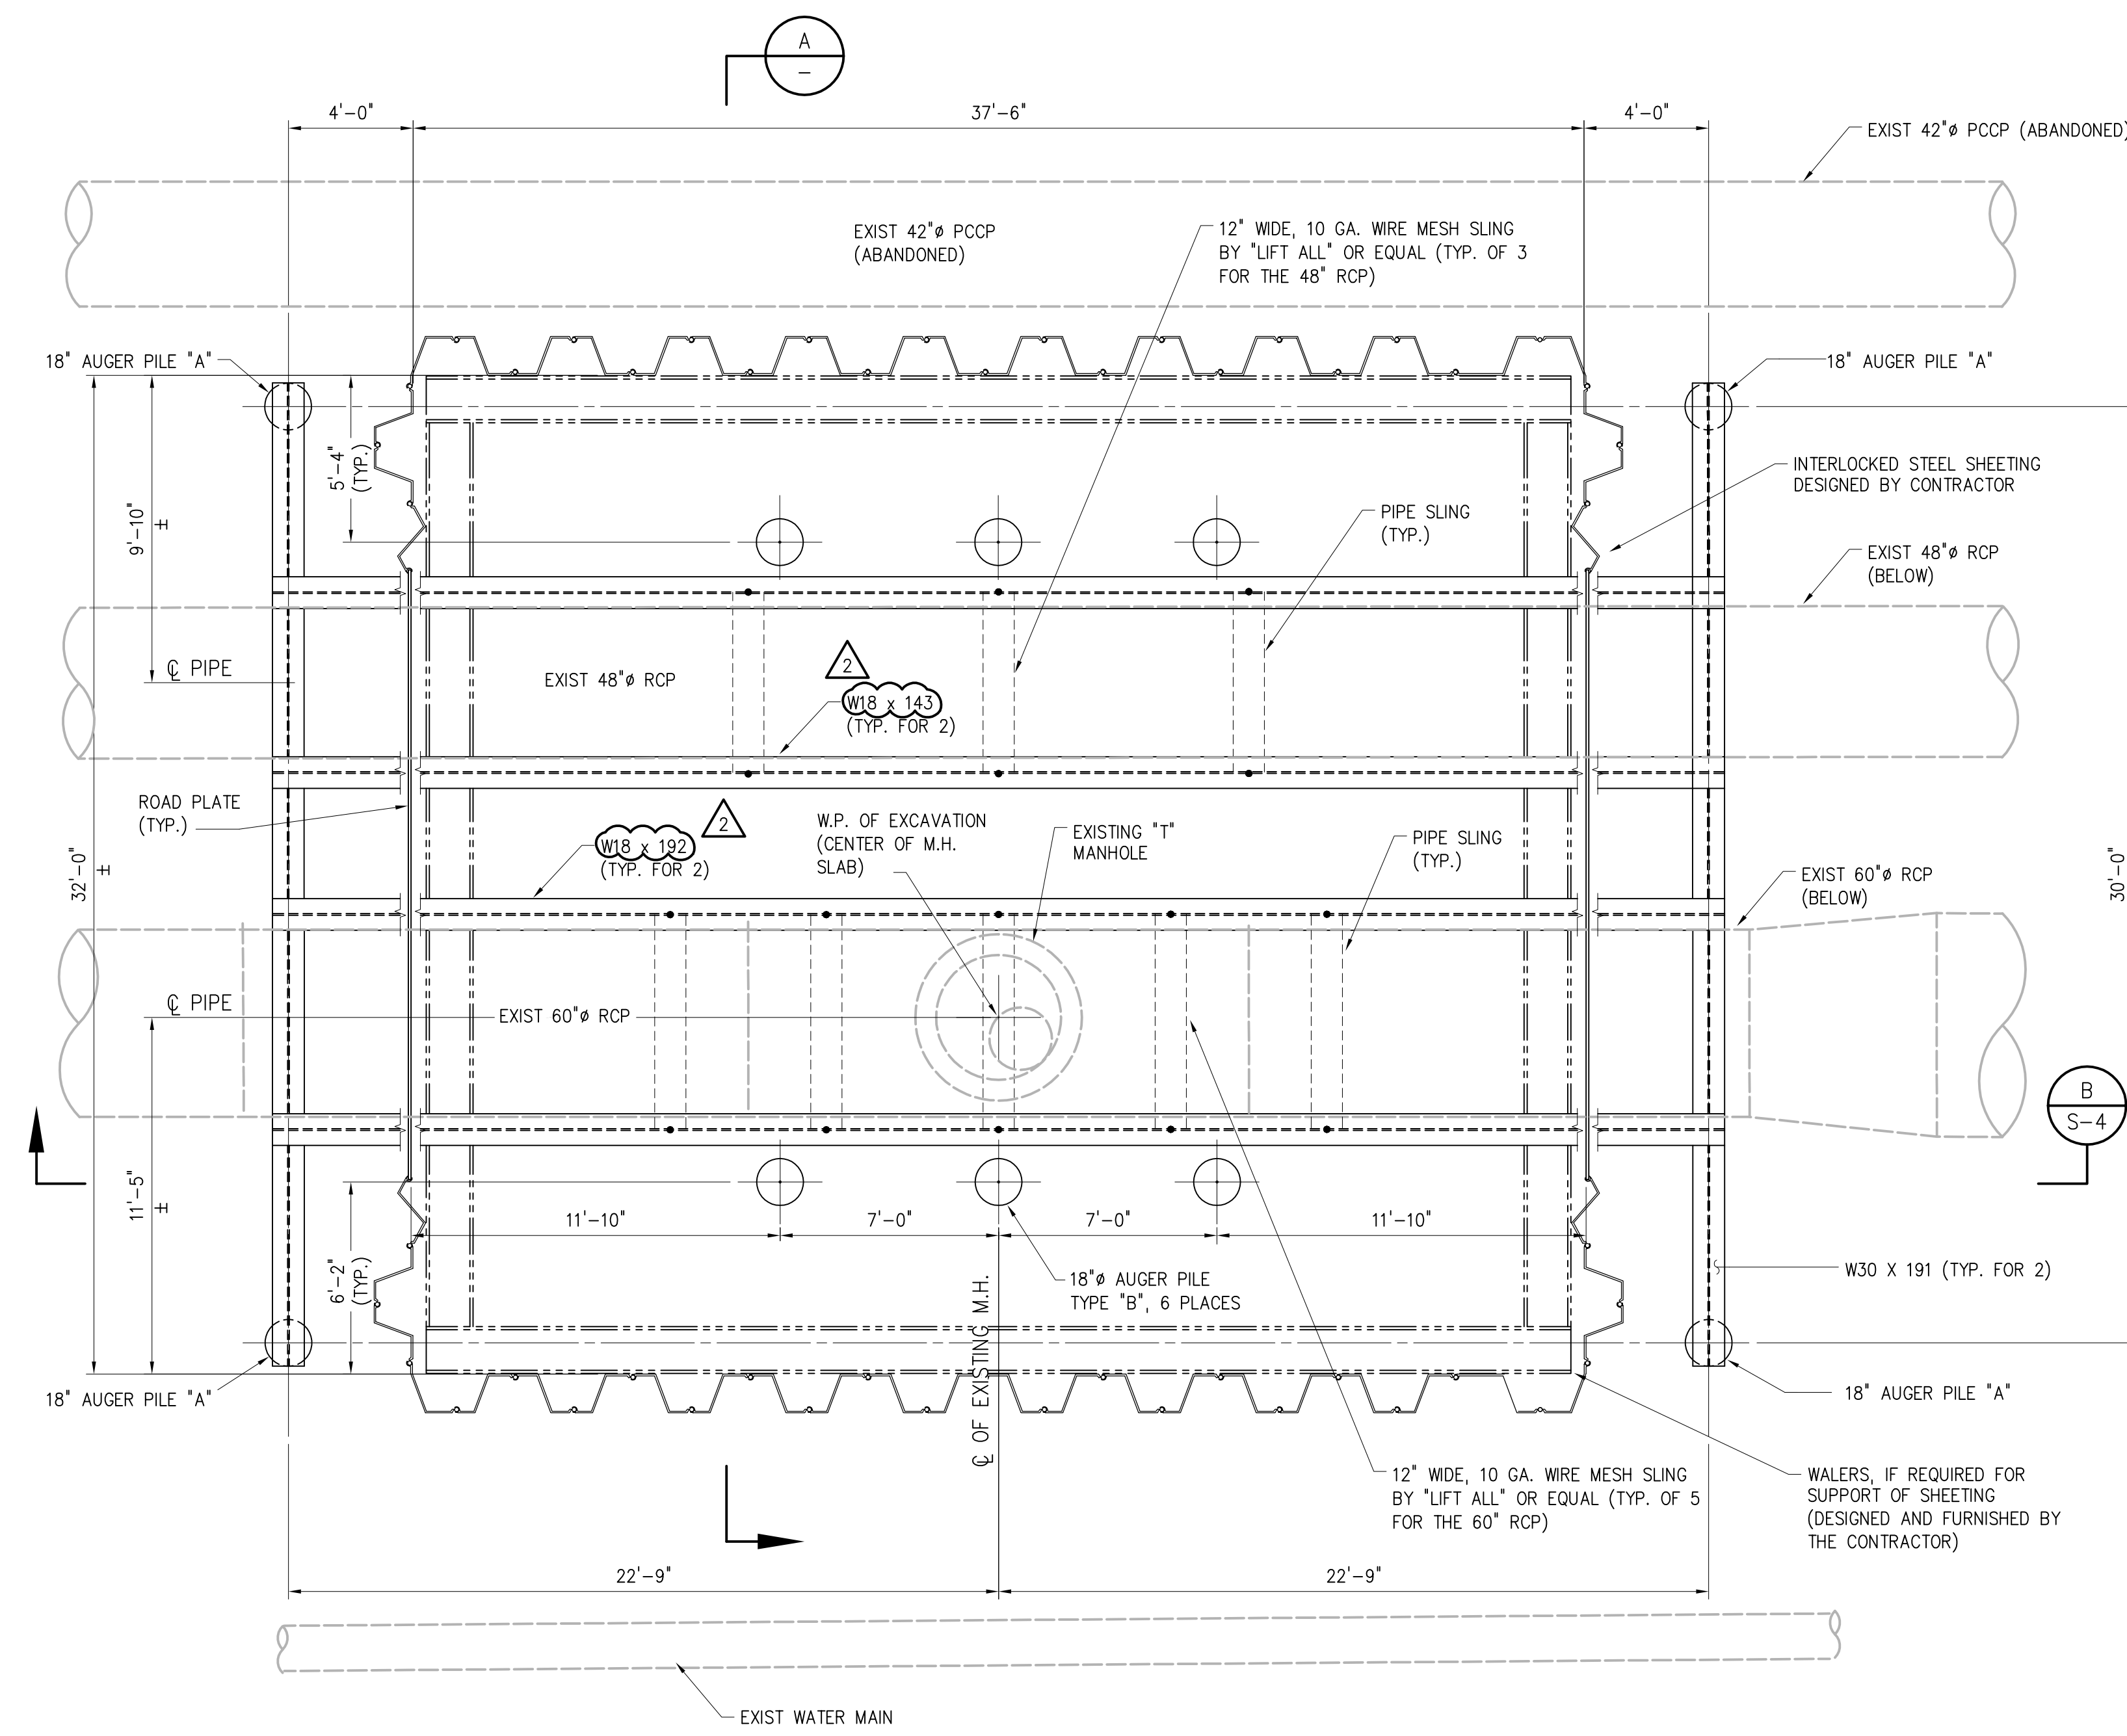 A
–
4'-0"
37'-6"
4'-0"
EXIST 42"ø PCCP (ABANDONED)
EXIST 42"ø PCCP
(ABANDONED)
12" WIDE, 10 GA. WIRE MESH SLING
BY "LIFT ALL" OR EQUAL (TYP. OF 3
FOR THE 48" RCP)
18" AUGER PILE "A"
18" AUGER PILE "A"
5'-4"
(TYP.)
9'-10"
±
INTERLOCKED STEEL SHEETING
DESIGNED BY CONTRACTOR
PIPE SLING
(TYP.)
EXIST 48"ø RCP
(BELOW)
℄ PIPE
EXIST 48"ø RCP
2
W18 x 143
(TYP. FOR 2)
ROAD PLATE
(TYP.)
2
W18 x 192
(TYP. FOR 2)
W.P. OF EXCAVATION
(CENTER OF M.H.
SLAB)
EXISTING "T"
MANHOLE
PIPE SLING
(TYP.)
EXIST 60"ø RCP
(BELOW)
32'-0"
±
30'-0"
℄ PIPE
EXIST 60"ø RCP
B
S-4
11'-5"
±
11'-10"
7'-0"
7'-0"
11'-10"
6'-2"
(TYP.)
18"ø AUGER PILE
TYPE "B", 6 PLACES
W30 X 191 (TYP. FOR 2)
℄ OF EXISTING M.H.
18" AUGER PILE "A"
18" AUGER PILE "A"
12" WIDE, 10 GA. WIRE MESH SLING
BY "LIFT ALL" OR EQUAL (TYP. OF 5
FOR THE 60" RCP)
WALERS, IF REQUIRED FOR
SUPPORT OF SHEETING
(DESIGNED AND FURNISHED BY
THE CONTRACTOR)
22'-9"
22'-9"
EXIST WATER MAIN